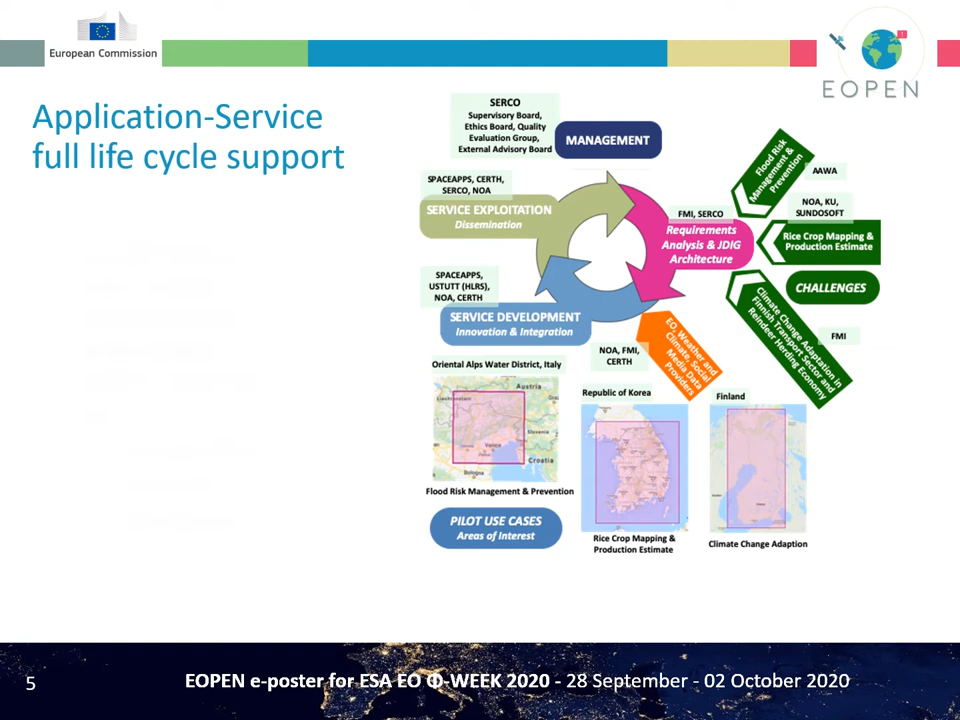 European Commission
EOPEN
Application-Service
full life cycle support
SERCO
Supervisory Board,
Ethics Board, Quality
Evaluation Group,
External Advisory Board
MANAGEMENT
SPACEAPPS, CERTH,
SERCO, NOA
SERVICE EXPLOITATION
Dissemination
FMI, SERCO
Requirements
Analysis & JDIG
Architecture
Flood Risk
Management &
Prevention
AAWA
NOA, KU,
SUNDOSOFT
Rice Crop Mapping &
Production Estimate
CHALLENGES
Climate Change Adaptation in
Finnish Transport Sector and
Reindeer Herding Economy
FMI
SPACEAPPS,
USTUTT (HLRS),
NOA, CERTH
SERVICE DEVELOPMENT
Innovation & Integration
NOA, FMI,
CERTH
EO, Weather and
Climate, Social
Media Data
Providers
Oriental Alps Water District, Italy
Austria
Liechtenstein
Slovenia
Venice
Croatia
Bologna
Flood Risk Management & Prevention
PILOT USE CASES
Areas of Interest
Republic of Korea
Rice Crop Mapping &
Production Estimate
Finland
Climate Change Adaption
5
EOPEN e-poster for ESA EO Φ-WEEK 2020 - 28 September - 02 October 2020